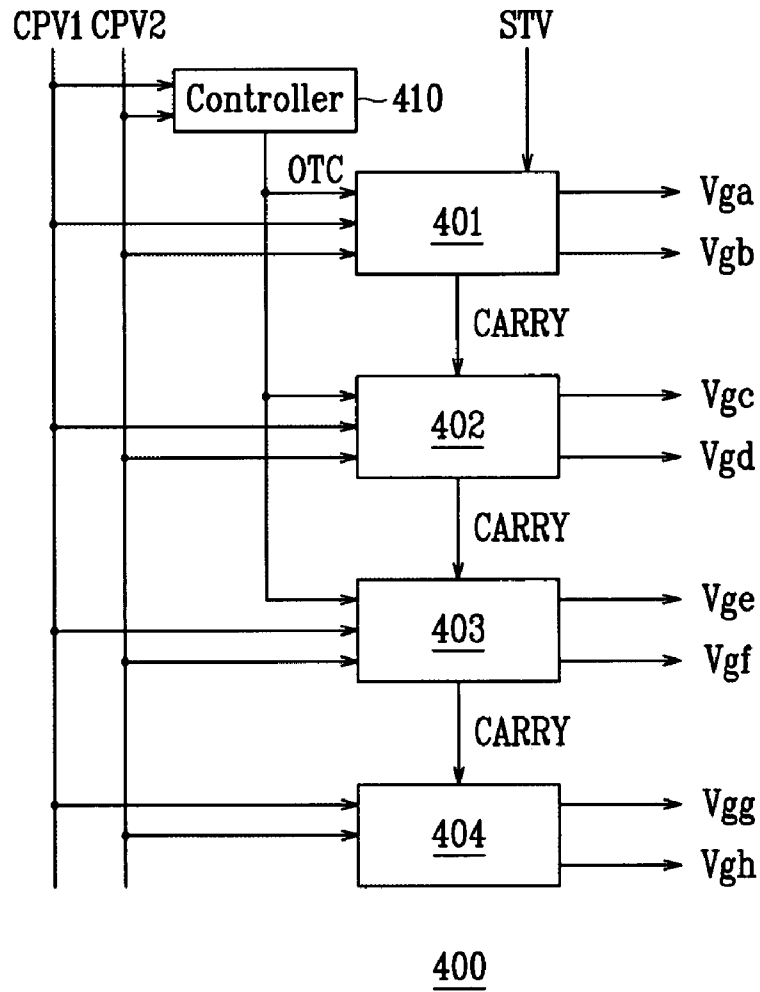 CPV1 CPV2 STV
Controller 410
OTC
401
Vga
Vgb
CARRY
402
Vgc
Vgd
CARRY
403
Vge
Vgf
CARRY
404
Vgg
Vgh
400